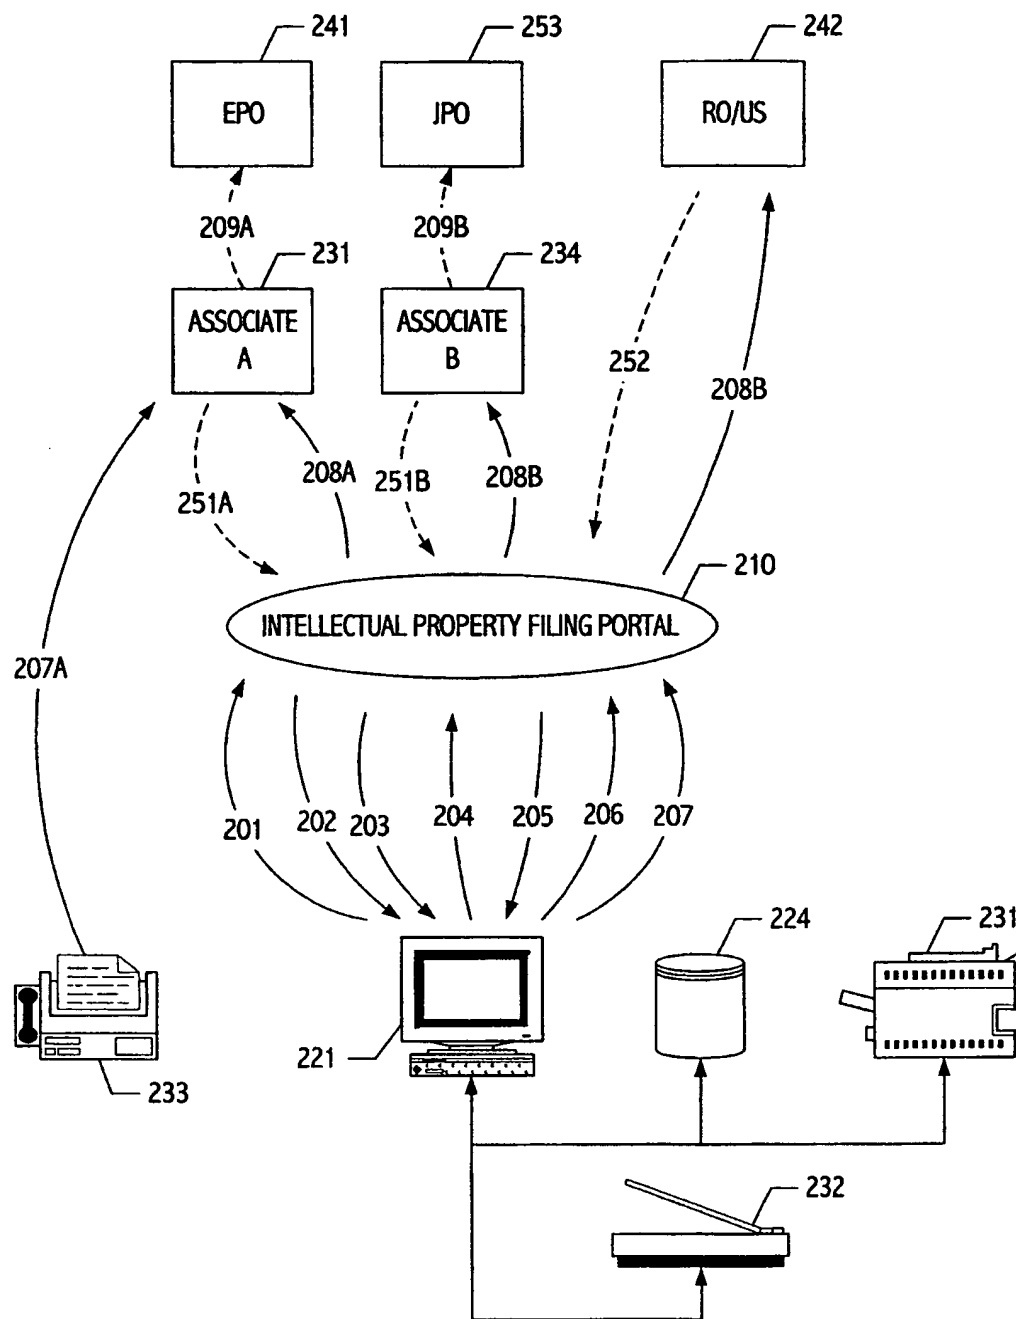 241
253
242
EPO
JPO
RO/US
209A
209B
231
234
ASSOCIATE
A
ASSOCIATE
B
252
208B
251A
208A
251B
208B
210
INTELLECTUAL PROPERTY FILING PORTAL
207A
201
202
203
204
205
206
207
224
231
221
233
232